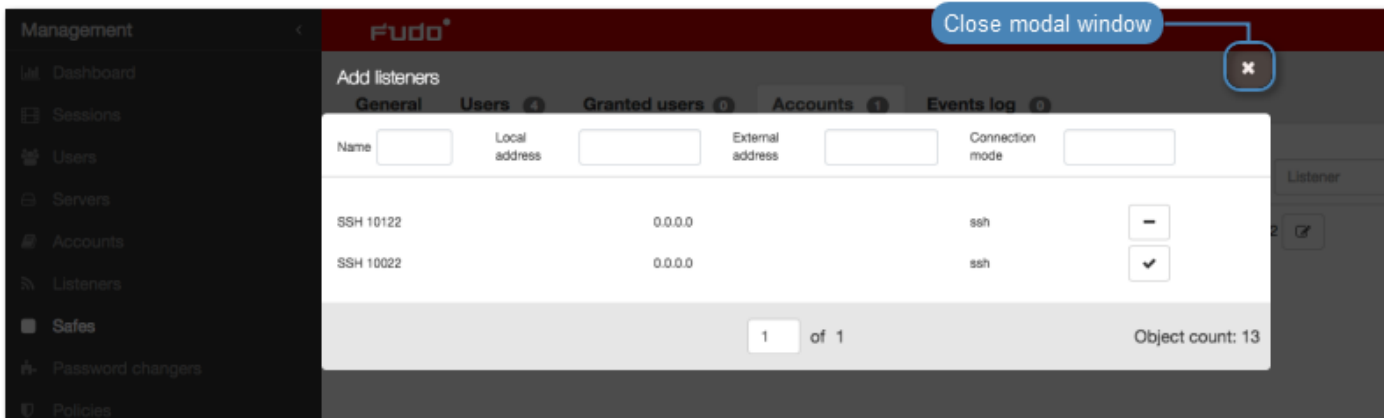 Management
Fudo
Close modal window
Dashboard
Add listeners
General Users 4 Granted users 0 Accounts 1 Events log 0
Sessions
Name Local address External address Connection mode
Users
Listener
Servers
SSH 10122 0.0.0.0 ssh
2
Accounts
SSH 10022 0.0.0.0 ssh
Listeners
Safes
1 of 1 Object count: 13
Password changers
Policies